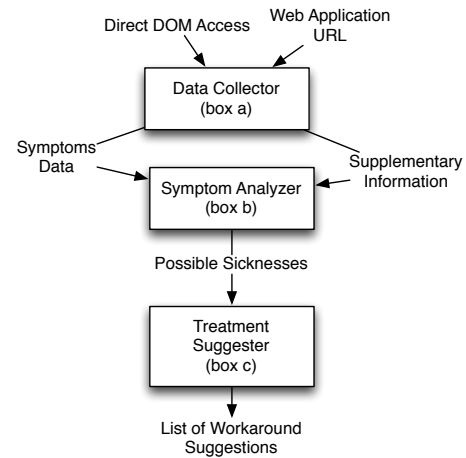 Direct DOM Access
Web Application
URL
Data Collector
(box a)
Symptoms
Data
Supplementary
Information
Symptom Analyzer
(box b)
Possible Sicknesses
Treatment
Suggester
(box c)
List of Workaround
Suggestions